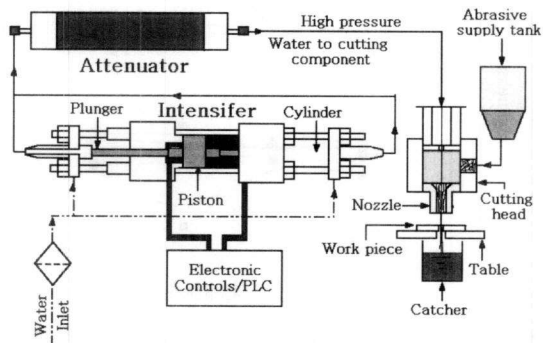 High pressure
Water to cutting
component
Abrasive
supply tank
Attenuator
Plunger
Intensifer
Cylinder
Piston
Nozzle
Cutting
head
Work piece
Electronic
Controls/PLC
Table
Catcher
Water
Inlet